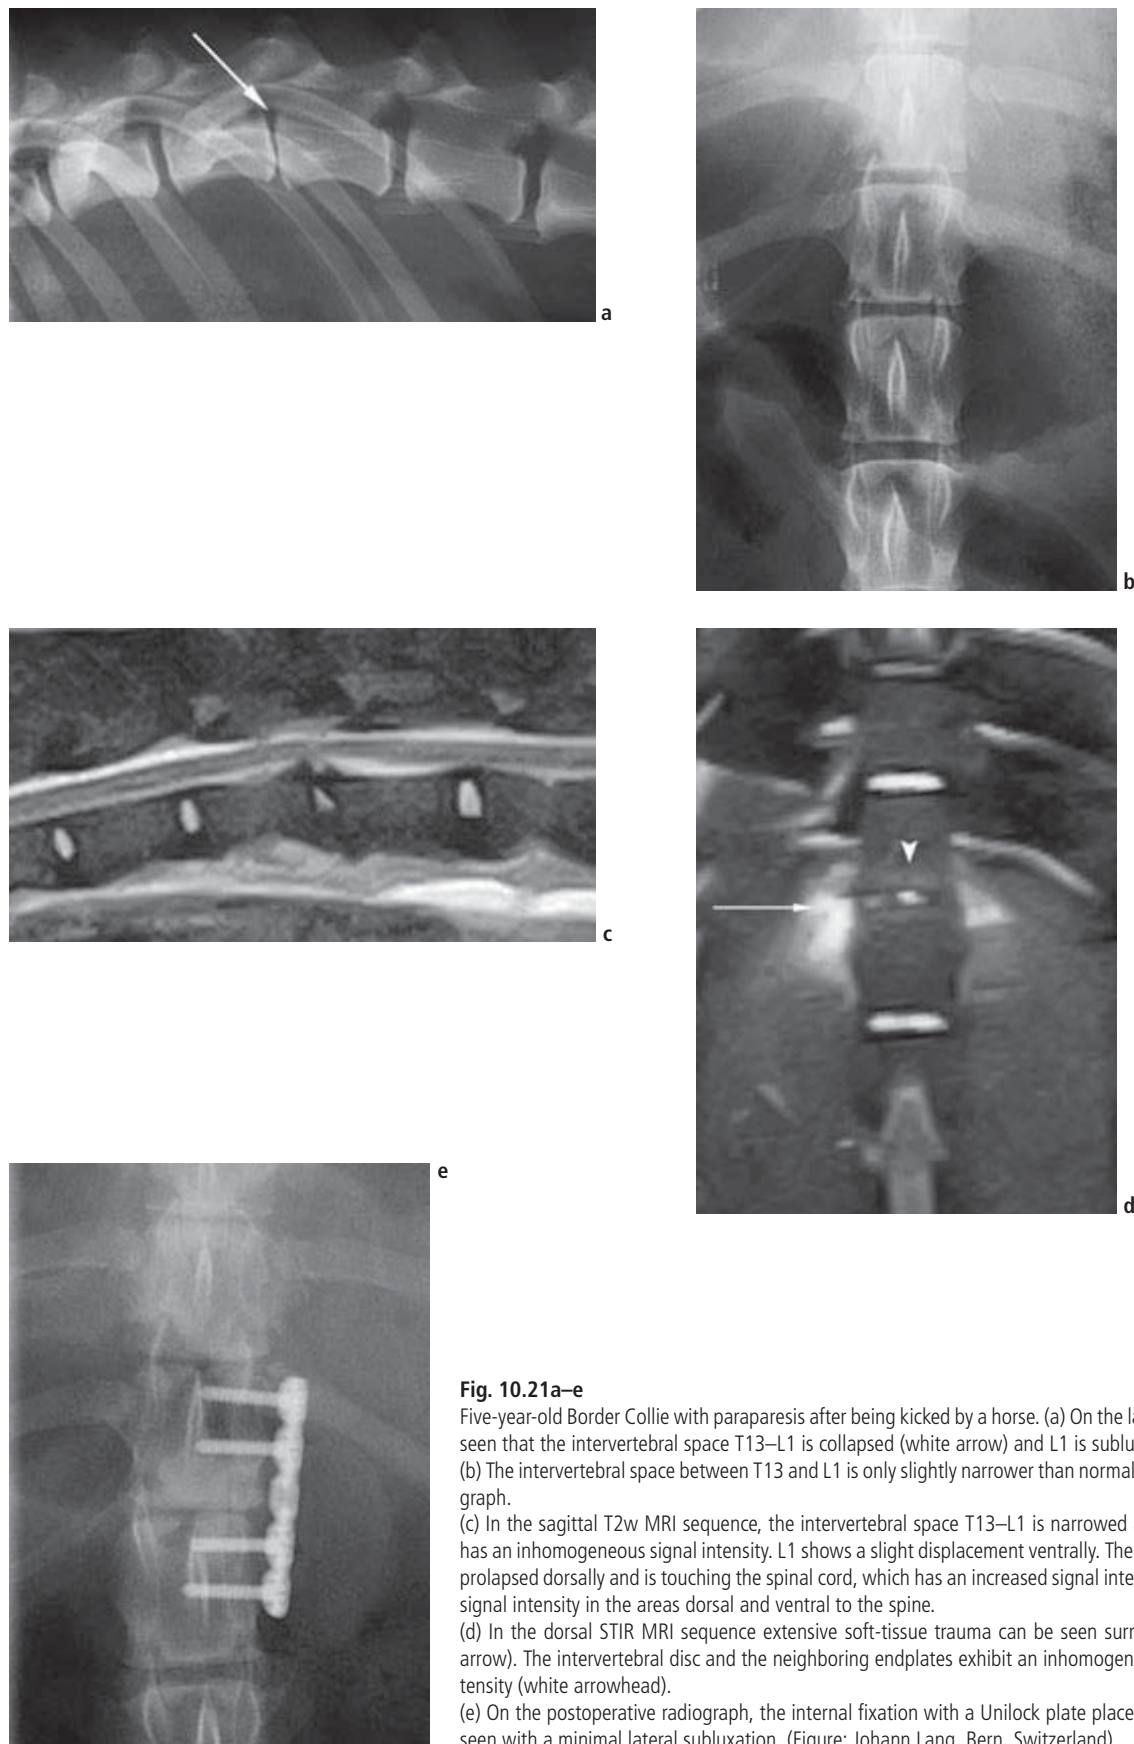 a
b
c
d
e
Fig. 10.21a–e
Five-year-old Border Collie with paraparesis after being kicked by a horse. (a) On the
seen that the intervertebral space T13–L1 is collapsed (white arrow) and L1 is
(b) The intervertebral space between T13 and L1 is only slightly narrower than normal
graph.
(c) In the sagittal T2w MRI sequence, the intervertebral space T13–L1 is narrowed
has an inhomogeneous signal intensity. L1 shows a slight displacement ventrally. The
prolapsed dorsally and is touching the spinal cord, which has an increased signal
signal intensity in the areas dorsal and ventral to the spine.
(d) In the dorsal STIR MRI sequence extensive soft-tissue trauma can be seen
arrow). The intervertebral disc and the neighboring endplates exhibit an
tensity (white arrowhead).
(e) On the postoperative radiograph, the internal fixation with a Unilock plate
seen with a minimal lateral subluxation. (Figure: Johann Lang, Bern, Switzerland)